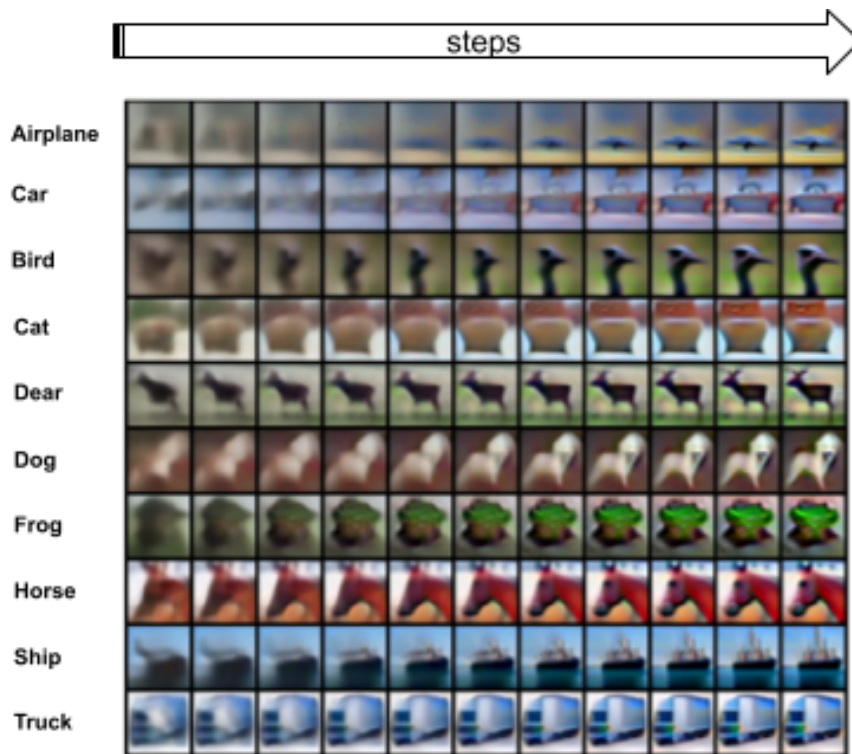 steps
Airplane
Car
Bird
Cat
Dear
Dog
Frog
Horse
Ship
Truck